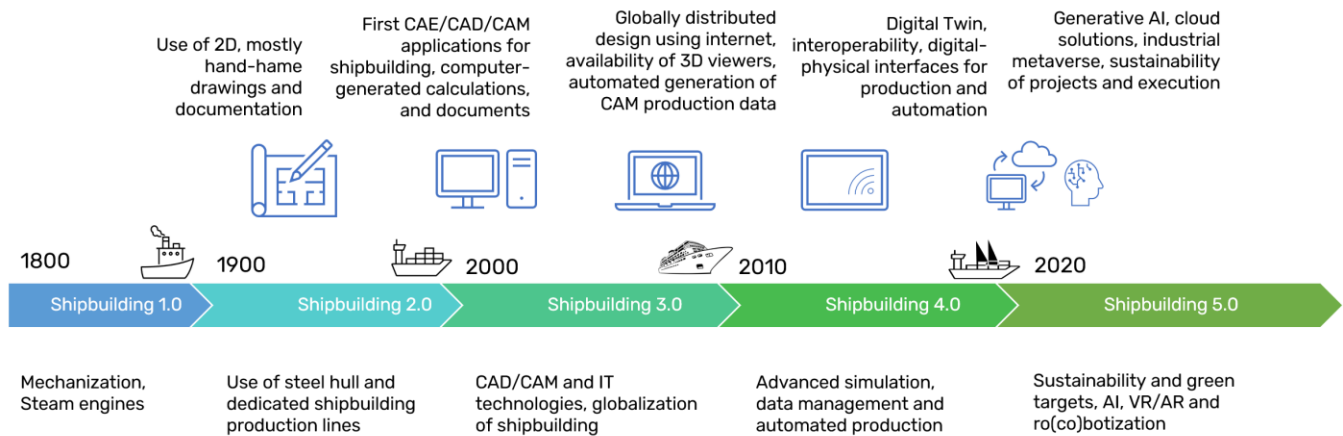 Use of 2D, mostly
hand-hame
drawings and
documentation
First CAE/CAD/CAM
applications for
shipbuilding, computer-
generated calculations,
and documents
Globally distributed
design using internet,
availability of 3D viewers,
automated generation of
CAM production data
Digital Twin,
interoperability, digital-
physical interfaces for
production and
automation
Generative AI, cloud
solutions, industrial
metaverse, sustainability
of projects and execution
1800
1900
2000
2010
2020
Shipbuilding 1.0
Shipbuilding 2.0
Shipbuilding 3.0
Shipbuilding 4.0
Shipbuilding 5.0
Mechanization,
Steam engines
Use of steel hull and
dedicated shipbuilding
production lines
CAD/CAM and IT
technologies, globalization
of shipbuilding
Advanced simulation,
data management and
automated production
Sustainability and green
targets, AI, VR/AR and
ro(co)botization